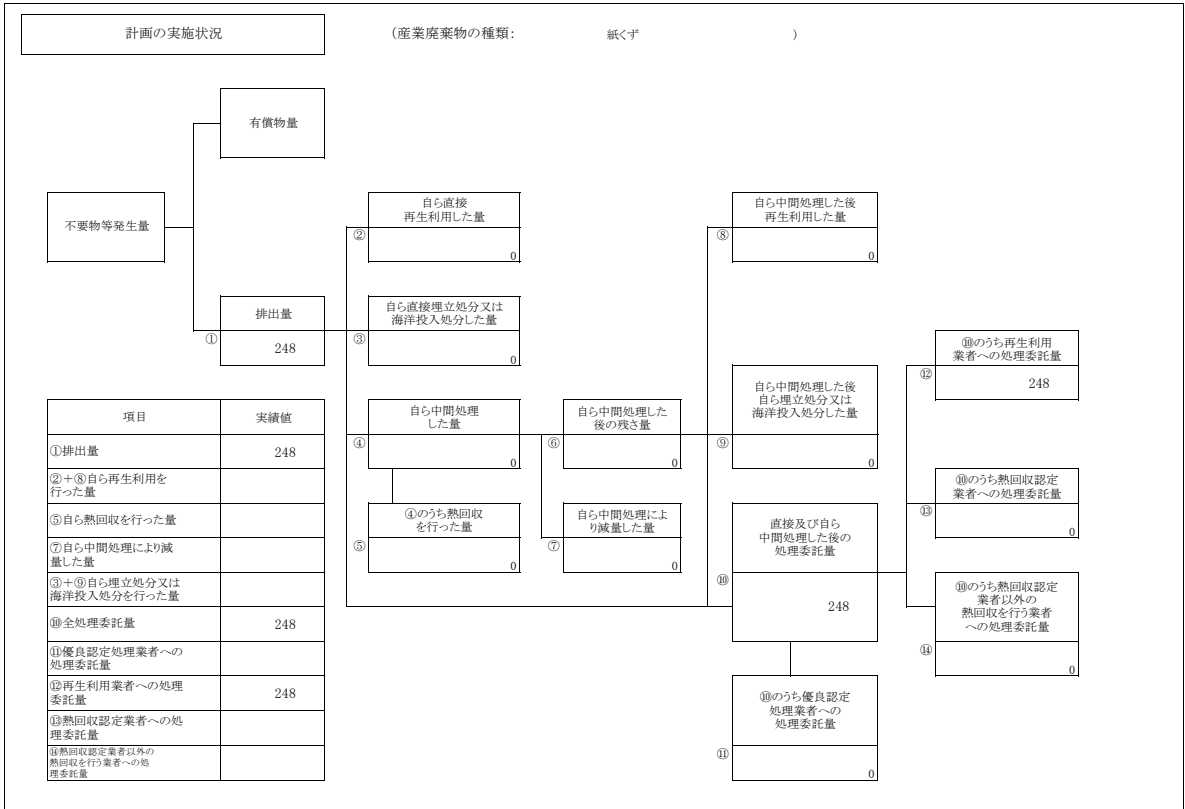 計画の実施状況
(産業廃棄物の種類: 紙くず )
有償物量
不要物等発生量
排出量
①
248
自ら直接
再生利用した量
②
0
自ら直接埋立処分又は
海洋投入処分した量
③
0
自ら中間処理
した量
④
0
④のうち熱回収
を行った量
⑤
0
自ら中間処理した
後の残さ量
⑥
0
自ら中間処理によ
り減量した量
⑦
0
自ら中間処理した後
再生利用した量
⑧
0
自ら中間処理した後
自ら埋立処分又は
海洋投入処分した量
⑨
0
直接及び自ら
中間処理した後の
処理委託量
⑩
248
⑩のうち優良認定
処理業者への
処理委託量
⑪
0
⑩のうち再生利用
業者への処理委託量
⑫
248
⑩のうち熱回収認定
業者への処理委託量
⑬
0
⑩のうち熱回収認定
業者以外の
熱回収を行う業者
への処理委託量
⑭
0
項目 実績値
①排出量 248
②+⑧自ら再生利用を
行った量
⑤自ら熱回収を行った量
⑦自ら中間処理により減
量した量
③+⑨自ら埋立処分又は
海洋投入処分を行った量
⑩全処理委託量 248
⑪優良認定処理業者への
処理委託量
⑫再生利用業者への処理
委託量 248
⑬熱回収認定業者への処
理委託量
⑭熱回収認定業者以外の
熱回収を行う業者への処
理委託量